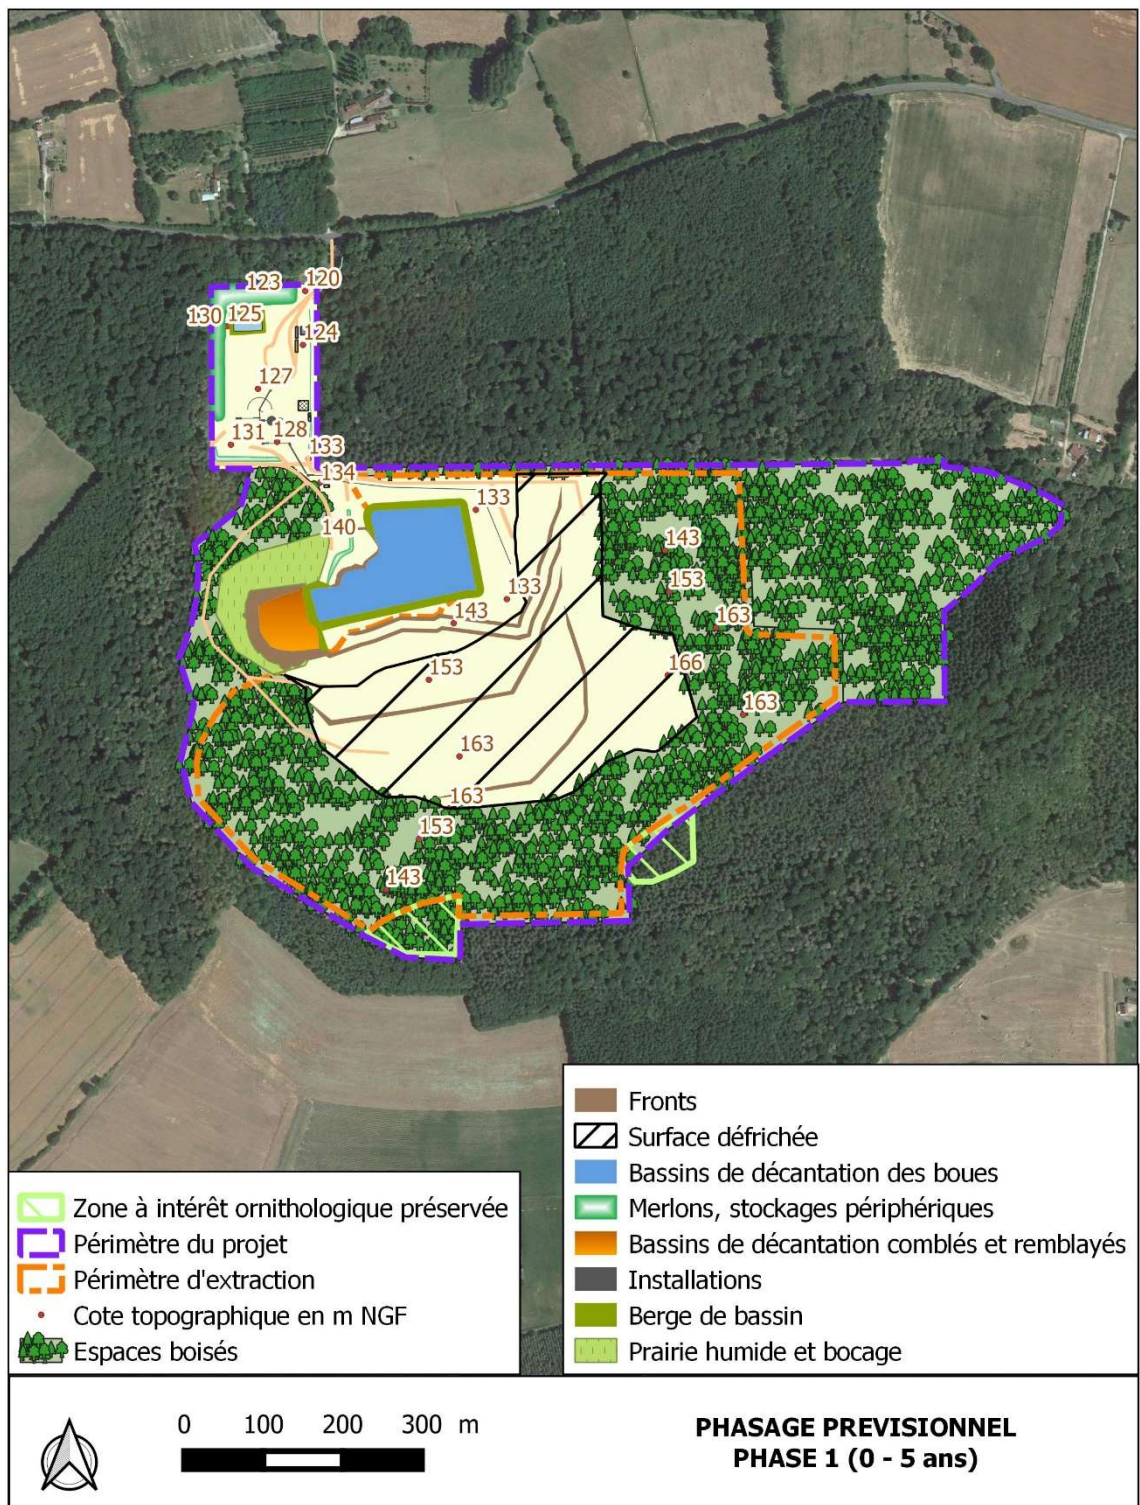 123
120
130
125
124
127
131
128
133
134
140
133
143
133
153
143
163
153
166
163
163
163
153
143
Zone à intérêt ornithologique préservée
Périmètre du projet
Périmètre d'extraction
Cote topographique en m NGF
Espaces boisés
Fronts
Surface défrichée
Bassins de décantation des boues
Merlons, stockages périphériques
Bassins de décantation comblés et remblayés
Installations
Berge de bassin
Prairie humide et bocage
0 100 200 300 m
PHASAGE PREVISIONNEL
PHASE 1 (0 - 5 ans)